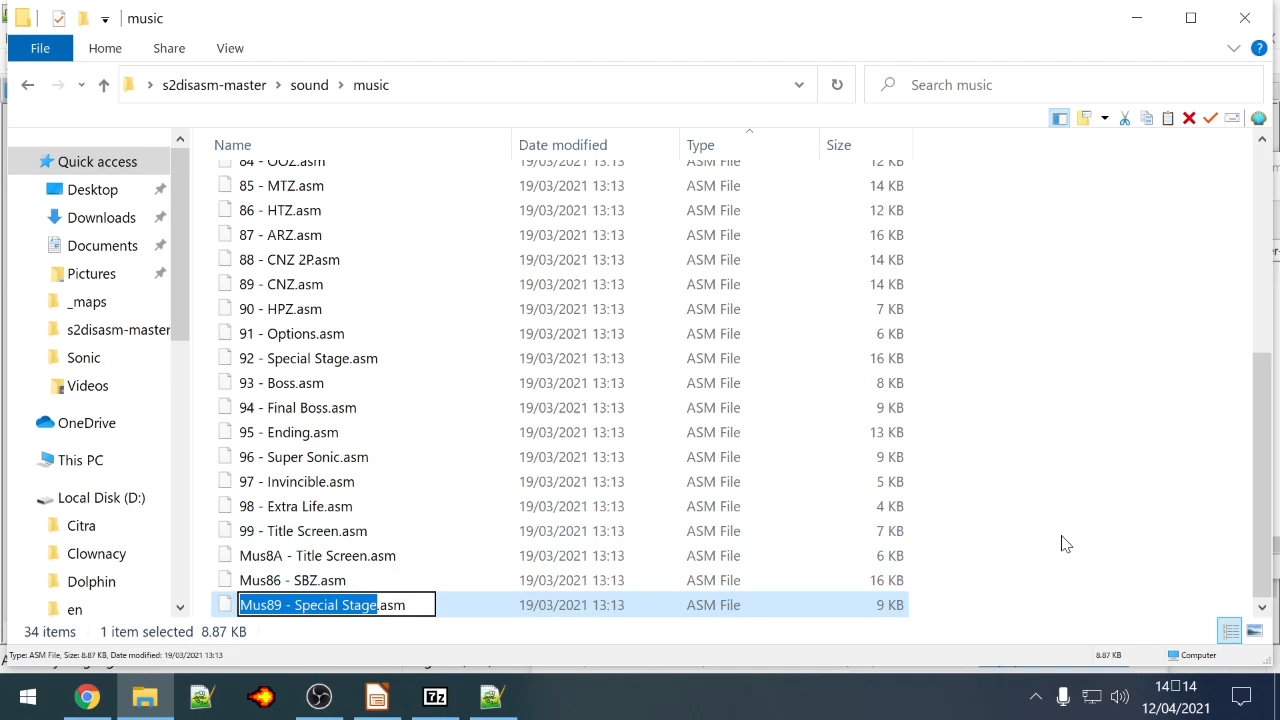 music
File Home Share View
s2disasm-master sound music Search music
Name Date modified Type Size
84 - OOZ.asm 19/03/2021 13:13 ASM File 12 KB
Quick access
85 - MTZ.asm 19/03/2021 13:13 ASM File 14 KB
Desktop
86 - HTZ.asm 19/03/2021 13:13 ASM File 12 KB
Downloads
87 - ARZ.asm 19/03/2021 13:13 ASM File 16 KB
Documents
88 - CNZ 2P.asm 19/03/2021 13:13 ASM File 14 KB
Pictures
89 - CNZ.asm 19/03/2021 13:13 ASM File 14 KB
_maps
90 - HPZ.asm 19/03/2021 13:13 ASM File 7 KB
s2disasm-master
91 - Options.asm 19/03/2021 13:13 ASM File 6 KB
Sonic
92 - Special Stage.asm 19/03/2021 13:13 ASM File 16 KB
Videos
93 - Boss.asm 19/03/2021 13:13 ASM File 8 KB
94 - Final Boss.asm 19/03/2021 13:13 ASM File 9 KB
OneDrive
95 - Ending.asm 19/03/2021 13:13 ASM File 13 KB
This PC
96 - Super Sonic.asm 19/03/2021 13:13 ASM File 9 KB
97 - Invincible.asm 19/03/2021 13:13 ASM File 5 KB
Local Disk (D:)
98 - Extra Life.asm 19/03/2021 13:13 ASM File 4 KB
Citra
99 - Title Screen.asm 19/03/2021 13:13 ASM File 7 KB
Clownacy
Mus8A - Title Screen.asm 19/03/2021 13:13 ASM File 6 KB
Dolphin
Mus86 - SBZ.asm 19/03/2021 13:13 ASM File 16 KB
en
Mus89 - Special Stage.asm 19/03/2021 13:13 ASM File 9 KB
34 items 1 item selected 8.87 KB
Type: ASM File, Size: 8.87 KB, Date modified: 19/03/2021 13:13 8.87 KB Computer
7z
14□14
12/04/2021